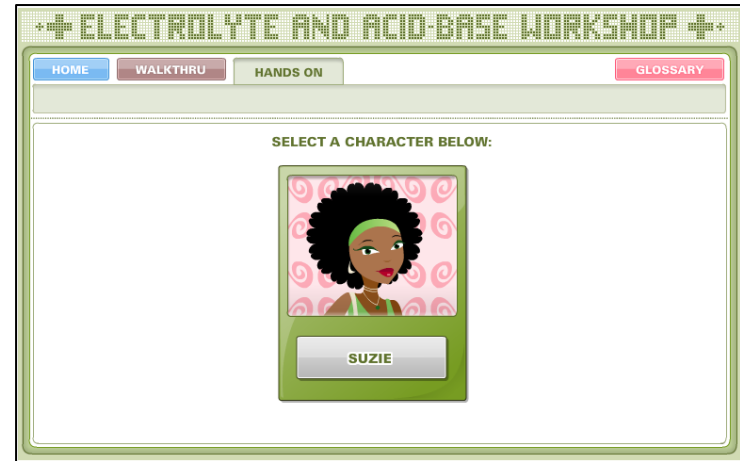 ELECTROLYTE AND ACID-BASE WORKSHOP
HOME WALKTHRU HANDS ON GLOSSARY
SELECT A CHARACTER BELOW:
SUZIE